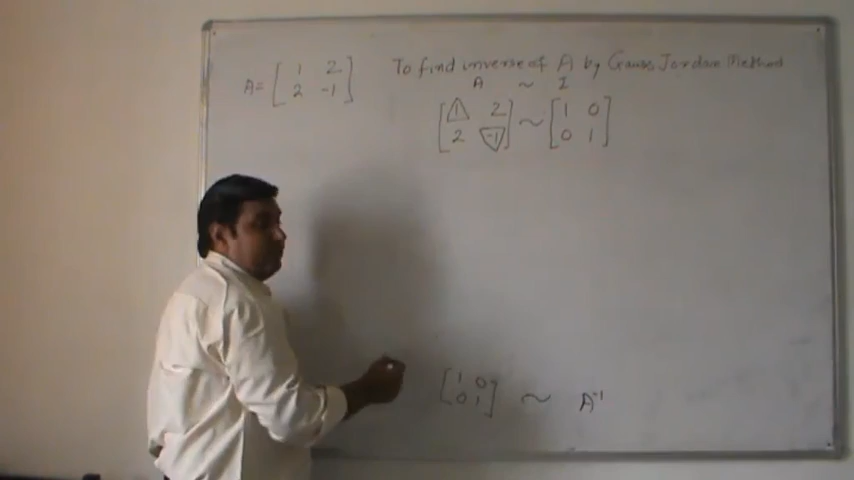 A = [ 1 2 To find inverse of A by Gauss Jordan Method
2 -1 ] A ~ I
[ 1 2 ~ [ 1 0
2 -1 ] 0 1 ]
[ 1 0
0 1 ] ~ A⁻¹